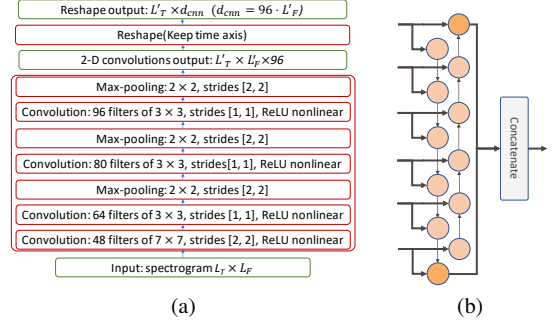 Reshape output: L'T × dcnn (dcnn = 96 · L'F)
Reshape(Keep time axis)
2-D convolutions output: L'T × L'F×96
Max-pooling: 2 × 2, strides [2, 2]
Convolution: 96 filters of 3 × 3, strides [1, 1], ReLU nonlinear
Max-pooling: 2 × 2, strides [2, 2]
Convolution: 80 filters of 3 × 3, strides[1, 1], ReLU nonlinear
Max-pooling: 2 × 2, strides [2, 2]
Convolution: 64 filters of 3 × 3, strides [1, 1], ReLU nonlinear
Convolution: 48 filters of 7 × 7, strides [2, 2], ReLU nonlinear
Input: spectrogram LT × LF
(a)
Concatenate
(b)